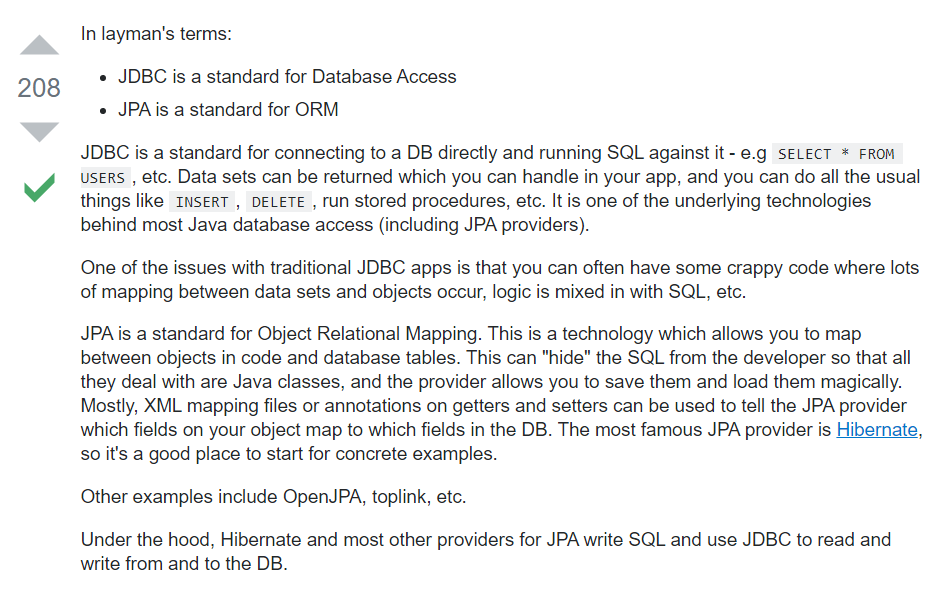 In layman's terms:
208
• JDBC is a standard for Database Access
• JPA is a standard for ORM
JDBC is a standard for connecting to a DB directly and running SQL against it - e.g SELECT * FROM
USERS , etc. Data sets can be returned which you can handle in your app, and you can do all the usual
things like INSERT , DELETE , run stored procedures, etc. It is one of the underlying technologies
behind most Java database access (including JPA providers).
One of the issues with traditional JDBC apps is that you can often have some crappy code where lots
of mapping between data sets and objects occur, logic is mixed in with SQL, etc.
JPA is a standard for Object Relational Mapping. This is a technology which allows you to map
between objects in code and database tables. This can "hide" the SQL from the developer so that all
they deal with are Java classes, and the provider allows you to save them and load them magically.
Mostly, XML mapping files or annotations on getters and setters can be used to tell the JPA provider
which fields on your object map to which fields in the DB. The most famous JPA provider is Hibernate,
so it's a good place to start for concrete examples.
Other examples include OpenJPA, toplink, etc.
Under the hood, Hibernate and most other providers for JPA write SQL and use JDBC to read and
write from and to the DB.